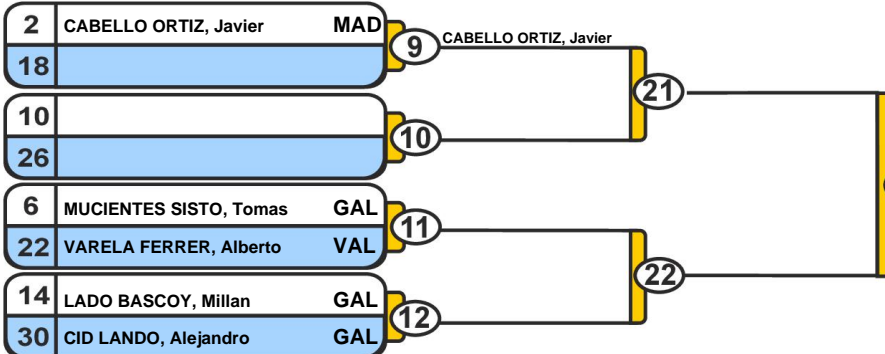 2 CABELLO ORTIZ, Javier MAD
18
9 CABELLO ORTIZ, Javier
21
10
26
10
6 MUCIENTES SISTO, Tomas GAL
22 VARELA FERRER, Alberto VAL
11
22
14 LADO BASCOY, Millan GAL
30 CID LANDO, Alejandro GAL
12